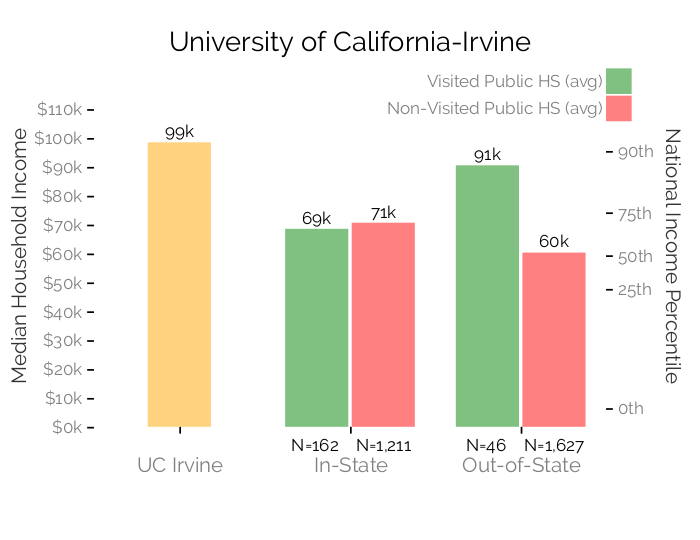 University of California-Irvine
Visited Public HS (avg)
Non-Visited Public HS (avg)
Median Household Income
$110k
$100k
$90k
$80k
$70k
$60k
$50k
$40k
$30k
$20k
$10k
$0k
99k
69k
71k
91k
60k
90th
75th
50th
25th
0th
National Income Percentile
N=162 N=1,211 N=46 N=1,627
UC Irvine In-State Out-of-State